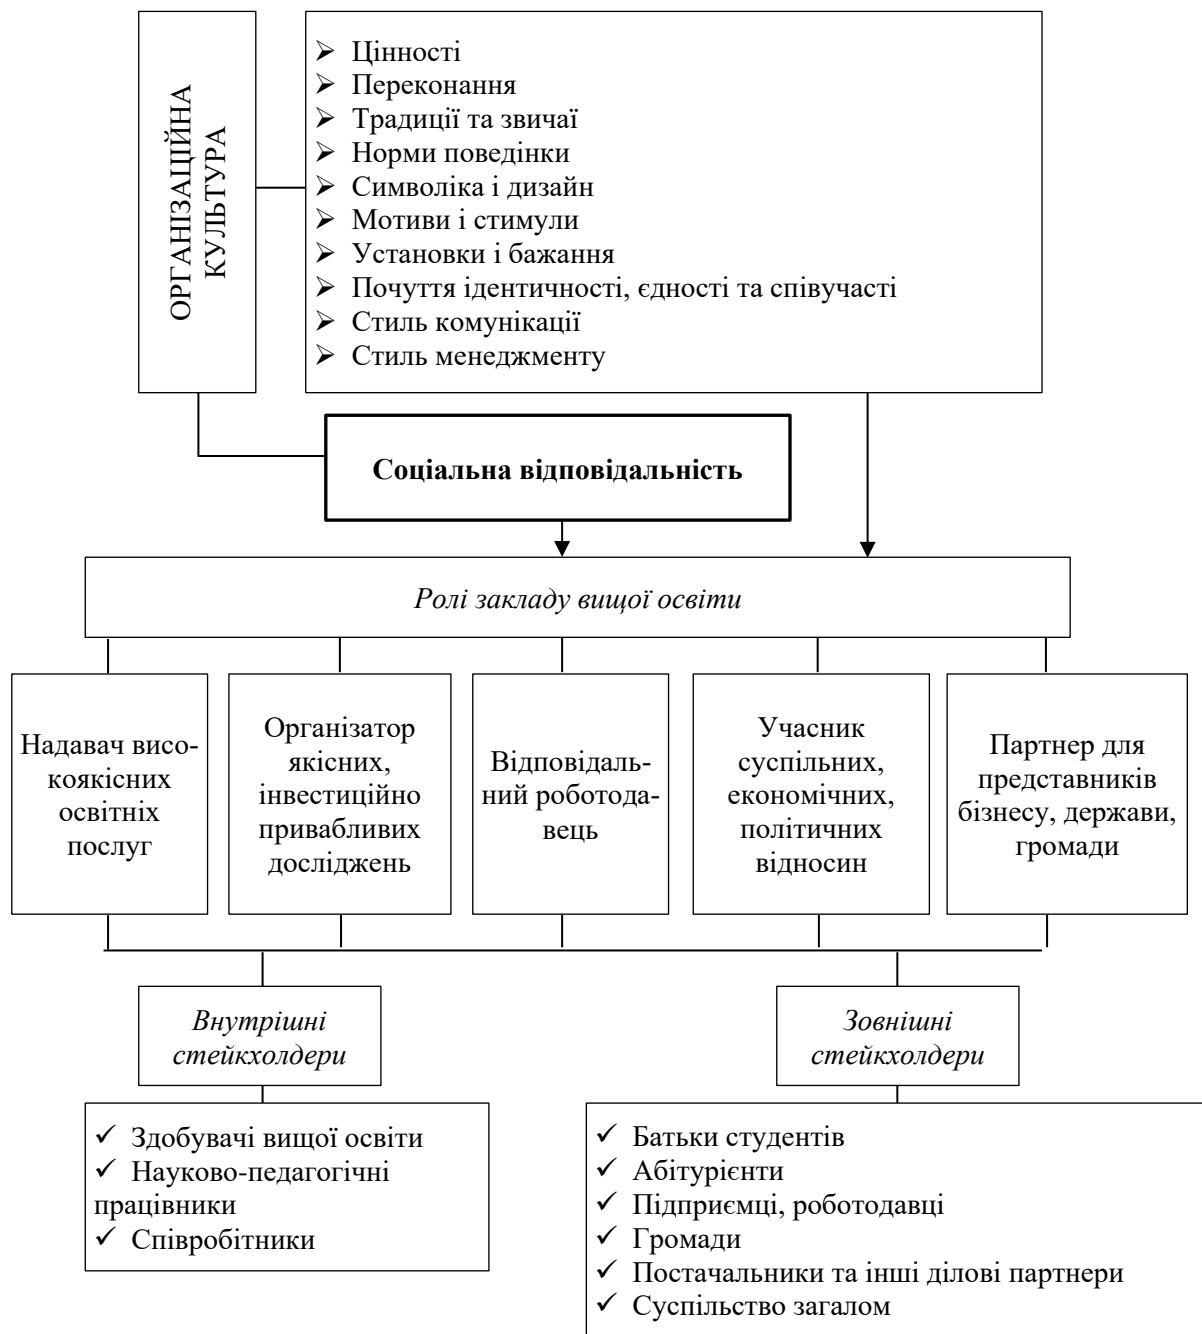 ОРГАНІЗАЦІЙНА
КУЛЬТУРА
➢ Цінності
➢ Переконання
➢ Традиції та звичаї
➢ Норми поведінки
➢ Символіка і дизайн
➢ Мотиви і стимули
➢ Установки і бажання
➢ Почуття ідентичності, єдності та співучасті
➢ Стиль комунікації
➢ Стиль менеджменту
Соціальна відповідальність
Ролі закладу вищої освіти
Надавач висо-
коякісних
освітніх
послуг
Організатор
якісних,
інвестиційно
привабливих
досліджень
Відповідаль-
ний роботода-
вець
Учасник
суспільних,
економічних,
політичних
відносин
Партнер для
представників
бізнесу, держави,
громади
Внутрішні
стейкхолдери
✓ Здобувачі вищої освіти
✓ Науково-педагогічні
працівники
✓ Співробітники
Зовнішні
стейкхолдери
✓ Батьки студентів
✓ Абітурієнти
✓ Підприємці, роботодавці
✓ Громади
✓ Постачальники та інші ділові партнери
✓ Суспільство загалом